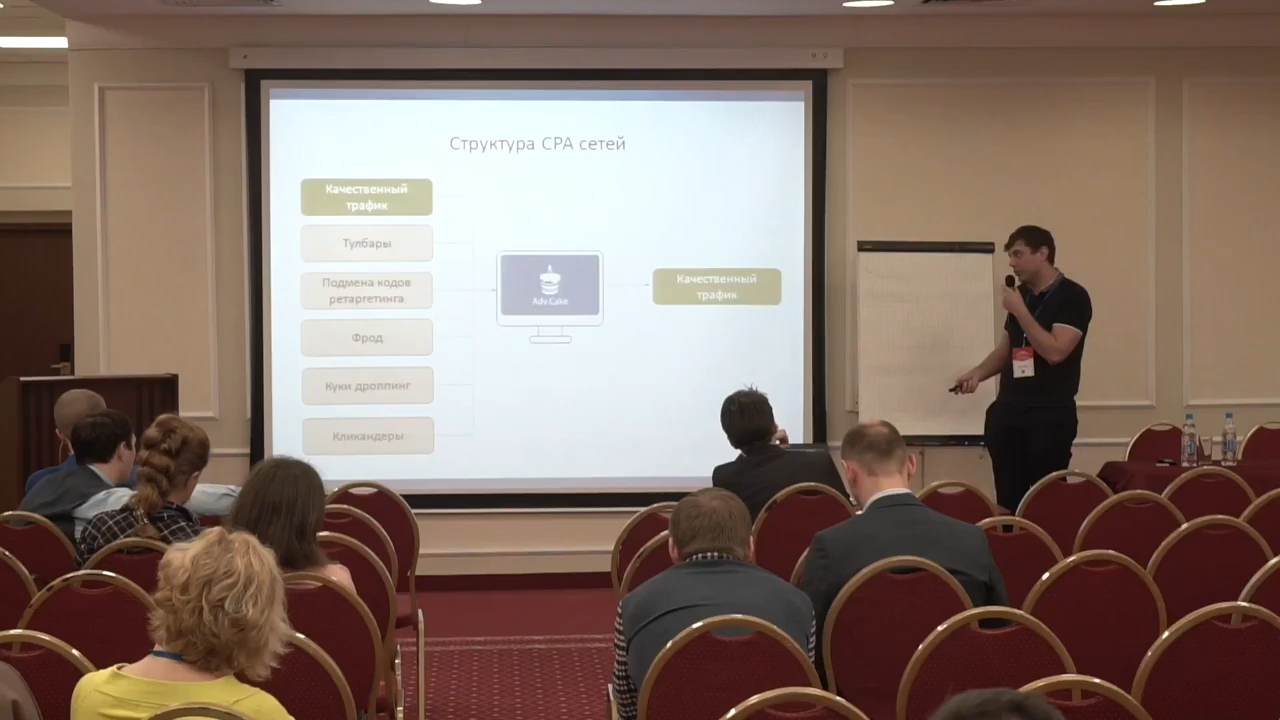 Структура CPA сетей
Качественный
трафик
Тулбары
Подмена кодов
ретаргетинга
Фрод
Куки дроппинг
Кликандеры
Adv.Cake
Качественный
трафик